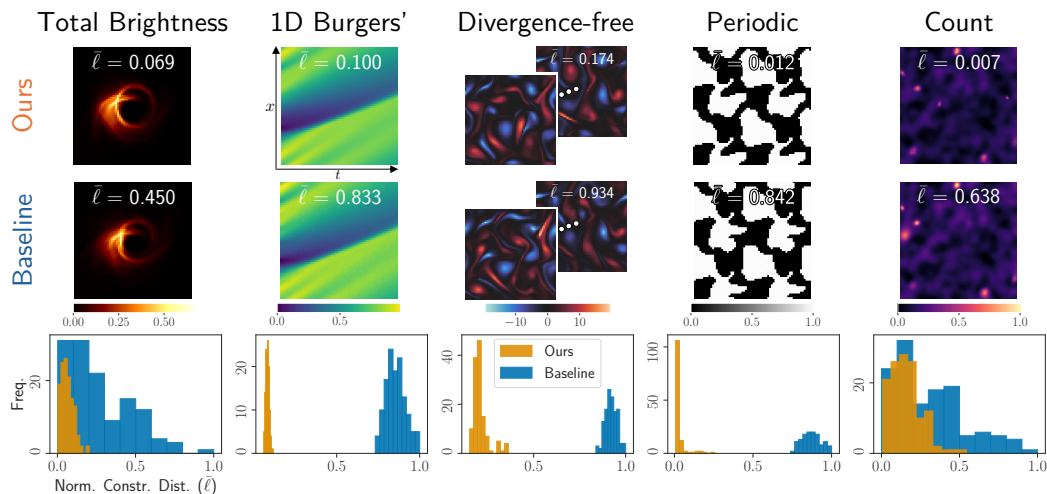 Total Brightness 1D Burgers’ Divergence-free Periodic Count
Ours
ℓ̄ = 0.069 ℓ̄ = 0.100 ℓ̄ = 0.174 ℓ̄ = 0.012 ℓ̄ = 0.007
x
t
Baseline
ℓ̄ = 0.450 ℓ̄ = 0.833 ℓ̄ = 0.934 ℓ̄ = 0.842 ℓ̄ = 0.638
0.00 0.25 0.50 0.5 −10 0 10 0.0 0.5 1.0 0.0 0.5 1.0
Freq.
20 0
20 10 0
40 20 0
100 50 0
20 0
Ours
Baseline
0.0 0.5 1.0 0.5 1.0 0.5 1.0 0.0 0.5 1.0 0.0 0.5 1.0
Norm. Constr. Dist. (ℓ̄)